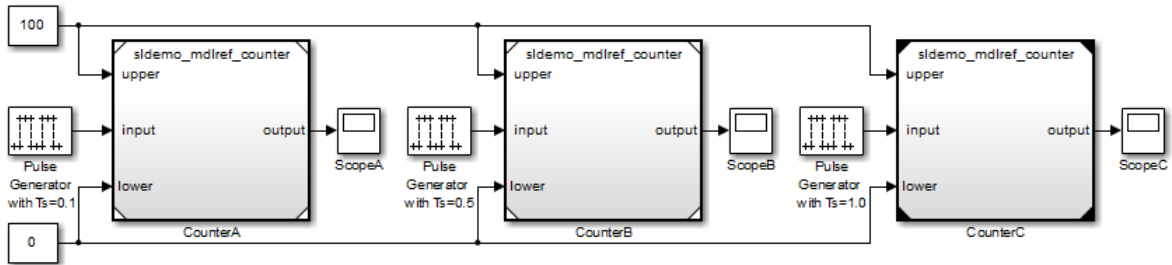 100
sldemo_mdlref_counter
upper
input
output
lower
CounterA
Pulse
Generator
with Ts=0.1
ScopeA
sldemo_mdlref_counter
upper
input
output
lower
CounterB
Pulse
Generator
with Ts=0.5
ScopeB
sldemo_mdlref_counter
upper
input
output
lower
CounterC
Pulse
Generator
with Ts=1.0
ScopeC
0